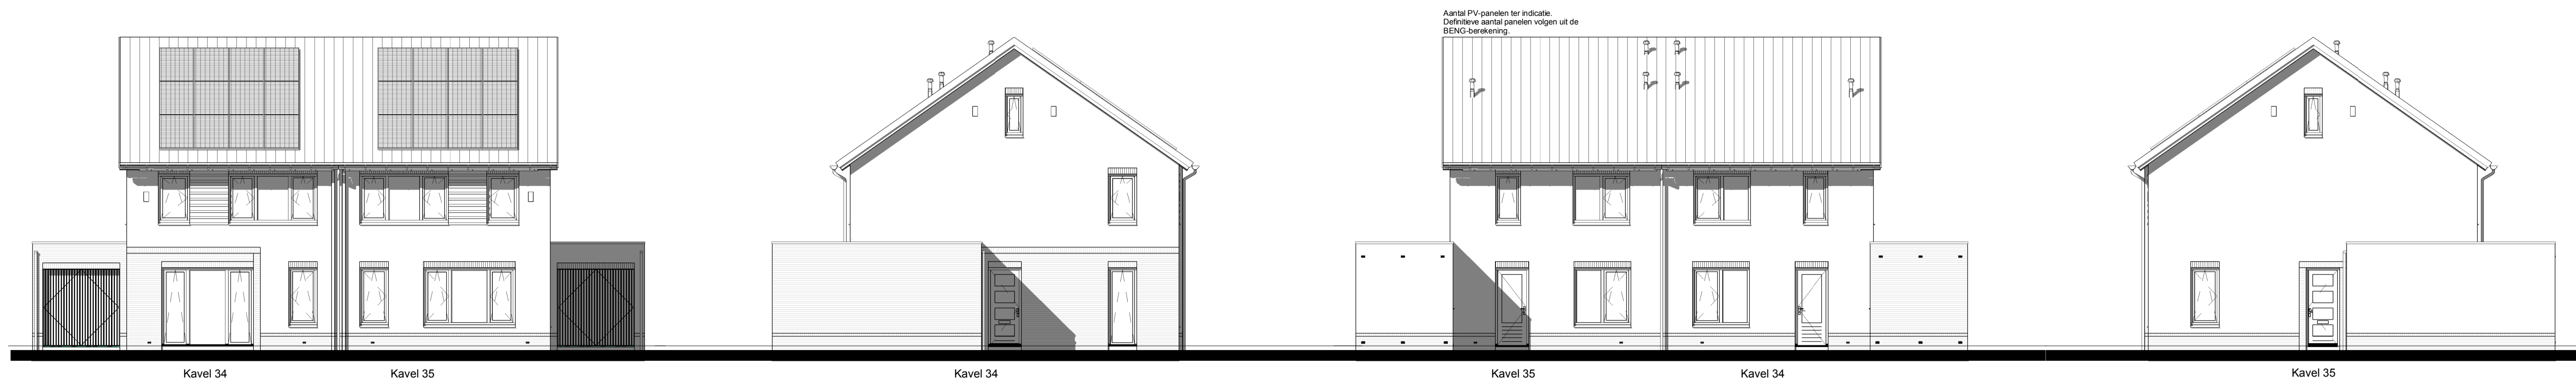 Aantal PV-panelen ter indicatie.
Definitieve aantal panelen volgen uit de
BENG-berekening.
Kavel 34
Kavel 35
Kavel 34
Kavel 35
Kavel 34
Kavel 35